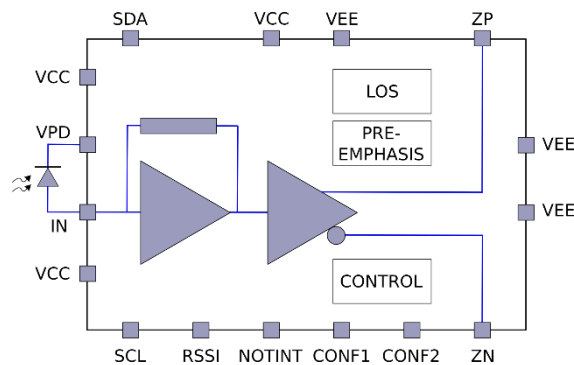 SDA VCC VEE ZP
VCC
LOS
VPD
PRE-
EMPHASIS
VEE
IN
VEE
VCC
CONTROL
SCL RSSI NOTINT CONF1 CONF2 ZN